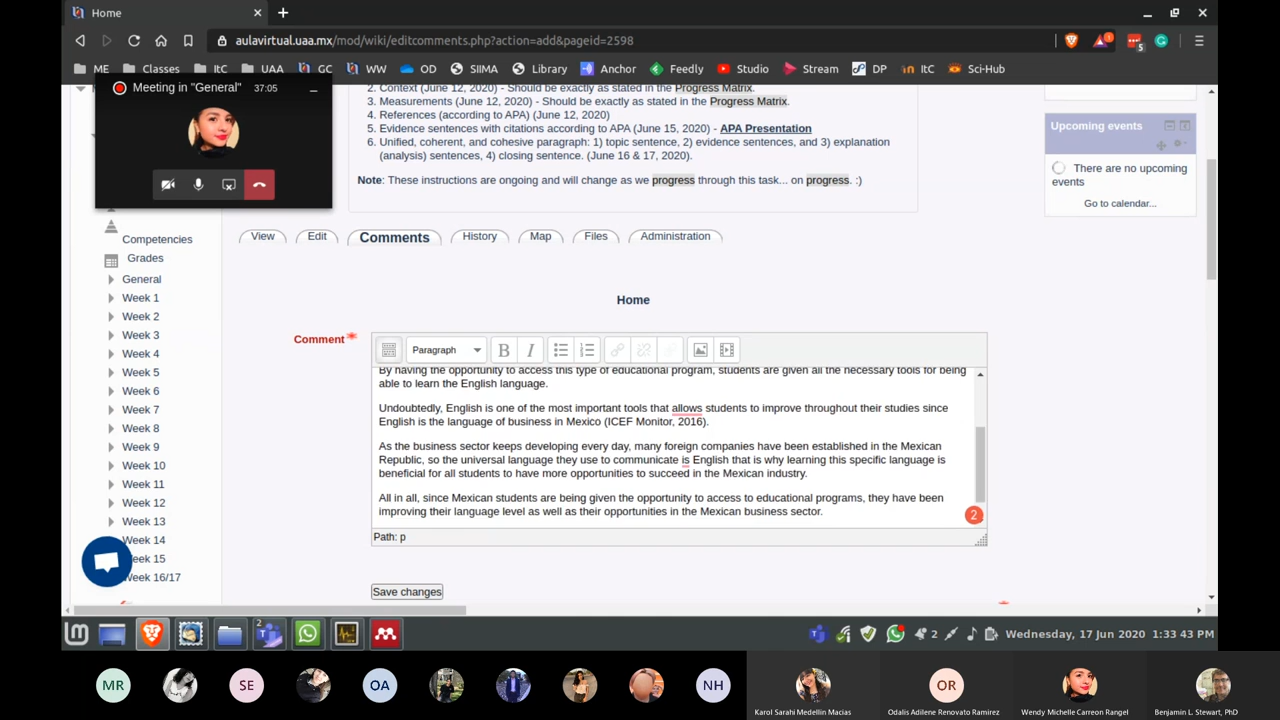 Home
aulavirtual.uaa.mx/mod/wiki/editcomments.php?action=add&pageid=2598
1
5
ME Classes ItC UAA GC WW OD SIIMA Library Anchor Feedly Studio Stream DP ItC Sci-Hub
Meeting in "General" 37:05
2. Context (June 12, 2020) - Should be exactly as stated in the Progress Matrix.
3. Measurements (June 12, 2020) - Should be exactly as stated in the Progress Matrix.
4. References (according to APA) (June 12, 2020)
5. Evidence sentences with citations according to APA (June 15, 2020) - APA Presentation
6. Unified, coherent, and cohesive paragraph: 1) topic sentence, 2) evidence sentences, and 3) explanation
(analysis) sentences, 4) closing sentence. (June 16 & 17, 2020).
Note: These instructions are ongoing and will change as we progress through this task... on progress. :)
Upcoming events
There are no upcoming
events
Go to calendar...
Competencies
Grades
General
Week 1
Week 2
Week 3
Week 4
Week 5
Week 6
Week 7
Week 8
Week 9
Week 10
Week 11
Week 12
Week 13
Week 14
Week 15
Week 16/17
View Edit Comments History Map Files Administration
Home
Comment
Paragraph B I
By having the opportunity to access this type of educational program, students are given all the necessary tools for being
able to learn the English language.
Undoubtedly, English is one of the most important tools that allows students to improve throughout their studies since
English is the language of business in Mexico (ICEF Monitor, 2016).
As the business sector keeps developing every day, many foreign companies have been established in the Mexican
Republic, so the universal language they use to communicate is English that is why learning this specific language is
beneficial for all students to have more opportunities to succeed in the Mexican industry.
All in all, since Mexican students are being given the opportunity to access to educational programs, they have been
improving their language level as well as their opportunities in the Mexican business sector.
2
Path: p
Save changes
2
2 Wednesday, 17 Jun 2020 1:33 43 PM
MR SE OA NH OR
Karol Sarahi Medellin Macias Odalis Adilene Renovato Ramirez Wendy Michelle Carreon Rangel Benjamin L. Stewart, PhD